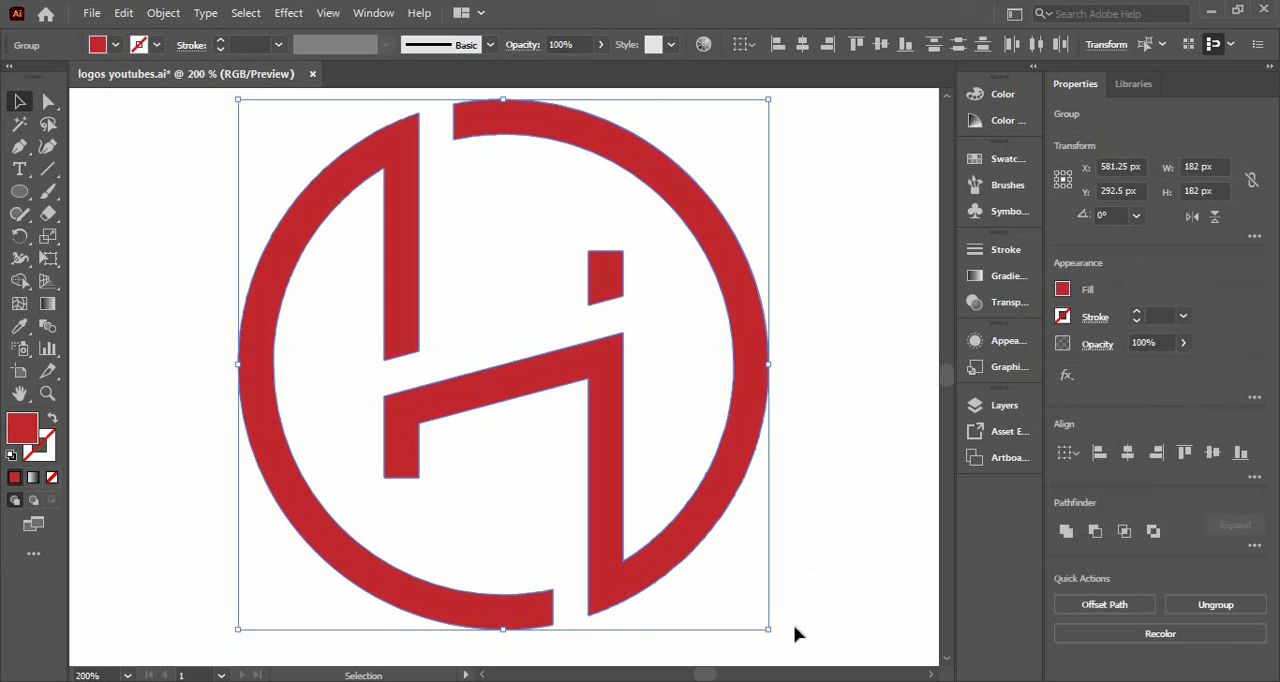 Ai File Edit Object Type Select Effect View Window Help Search Adobe Help
Group Stroke: Basic Opacity: 100% Style: Transform
logos youtubes.ai* @ 200 % (RGB/Preview) ×
Color
Color ...
Swatc...
Brushes
Symbo...
Stroke
Gradie...
Transp...
Appea...
Graphi...
Layers
Asset E...
Artboa...
Properties Libraries
Group
Transform
X: 581.25 px W: 182 px
Y: 292.5 px H: 182 px
0°
Appearance
Fill
Stroke
Opacity 100%
fx.
Align
Pathfinder
Expand
Quick Actions
Offset Path Ungroup
Recolor
200% 1 Selection